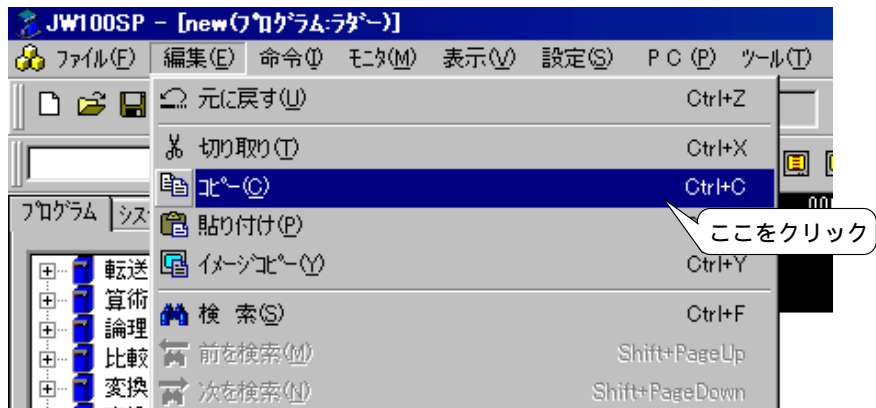 JW100SP - [new(ﾌﾟﾛｸﾞﾗﾑ:ﾗﾀﾞｰ)]
ﾌｧｲﾙ(F) 編集(E) 命令(I) ﾓﾆﾀ(M) 表示(V) 設定(S) P C (P) ﾂｰﾙ(T)
元に戻す(U) Ctrl+Z
切り取り(T) Ctrl+X
ｺﾋﾟｰ(C) Ctrl+C
貼り付け(P)
ここをクリック
ｲﾒｰｼﾞｺﾋﾟｰ(Y) Ctrl+Y
検 索(S) Ctrl+F
前を検索(M) Shift+PageUp
次を検索(N) Shift+PageDown
ﾌﾟﾛｸﾞﾗﾑ ｼｽ
転送
算術
論理
比較
変換